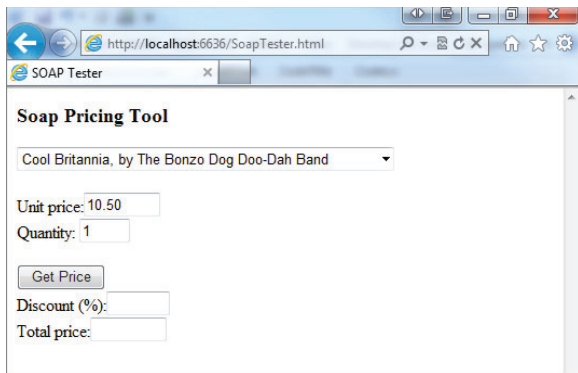 http://localhost:6636/SoapTester.html
SOAP Tester
Soap Pricing Tool
Cool Britannia, by The Bonzo Dog Doo-Dah Band
Unit price: 10.50
Quantity: 1
Get Price
Discount (%):
Total price: